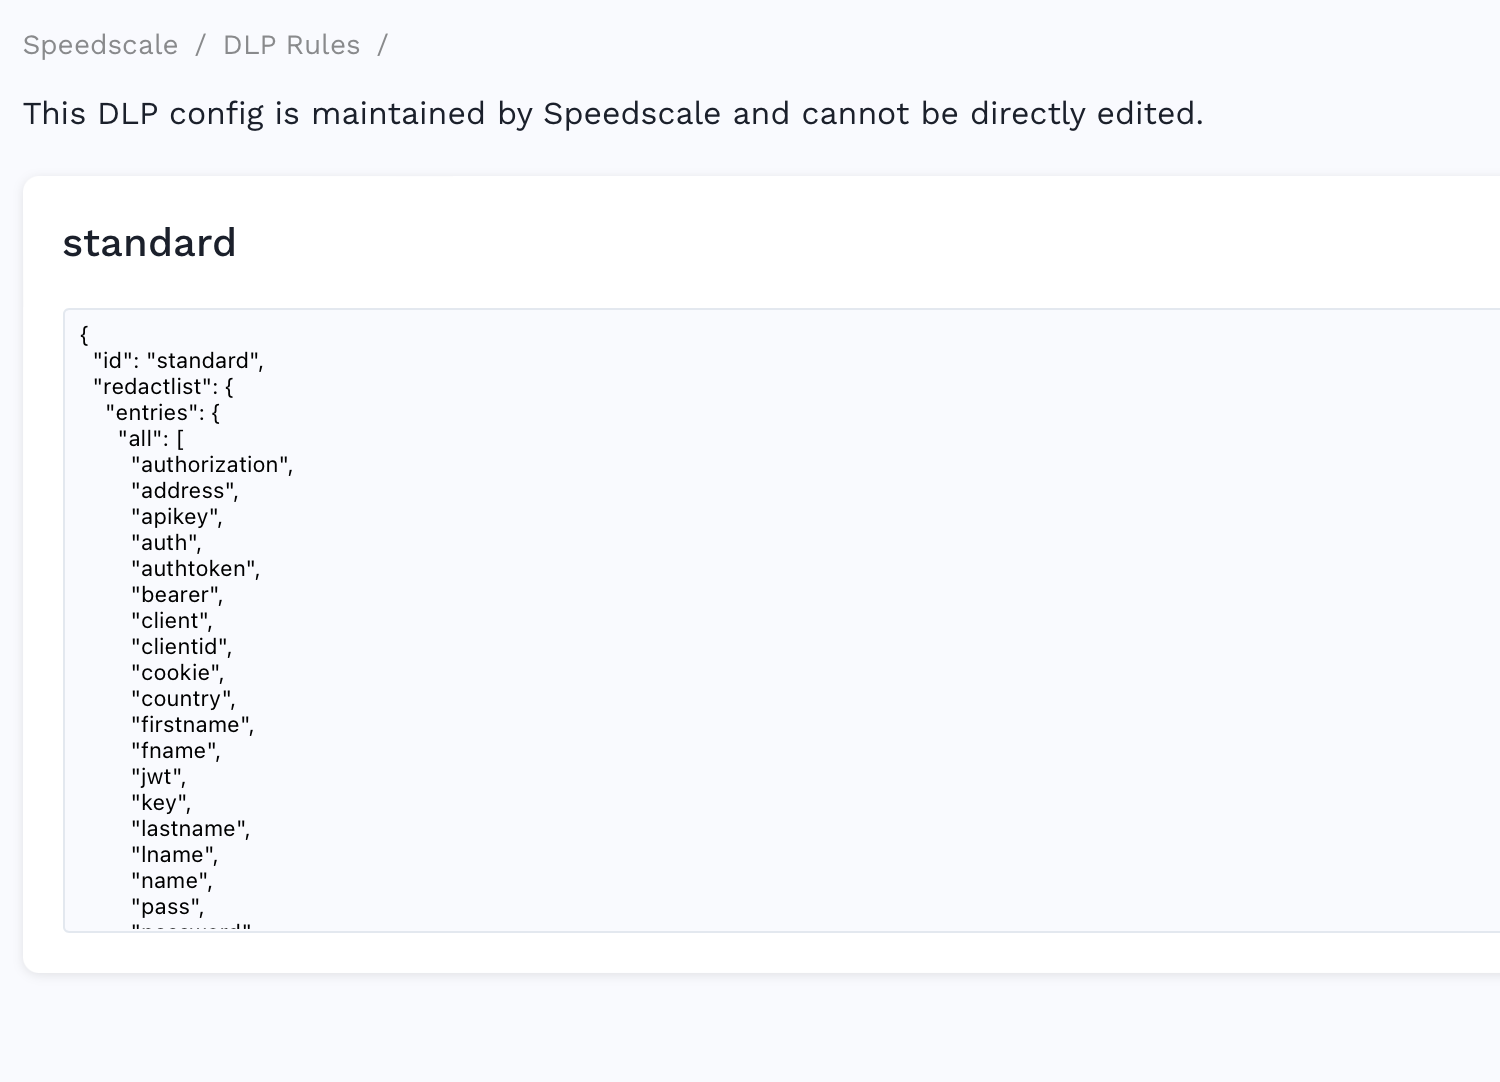 Speedscale / DLP Rules /
This DLP config is maintained by Speedscale and cannot be directly edited.
standard
{
"id": "standard",
"redactlist": {
"entries": {
"all": [
"authorization",
"address",
"apikey",
"auth",
"authtoken",
"bearer",
"client",
"clientid",
"cookie",
"country",
"firstname",
"fname",
"jwt",
"key",
"lastname",
"lname",
"name",
"pass",